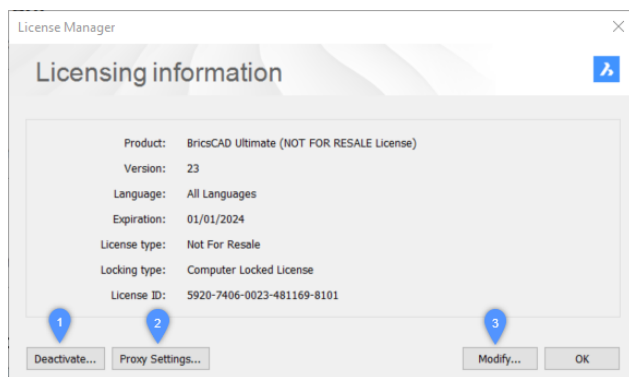 License Manager
Licensing information
Product: BricsCAD Ultimate (NOT FOR RESALE License)
Version: 23
Language: All Languages
Expiration: 01/01/2024
License type: Not For Resale
Locking type: Computer Locked License
License ID: 5920-7406-0023-481169-8101
1 2 3
Deactivate... Proxy Settings... Modify... OK